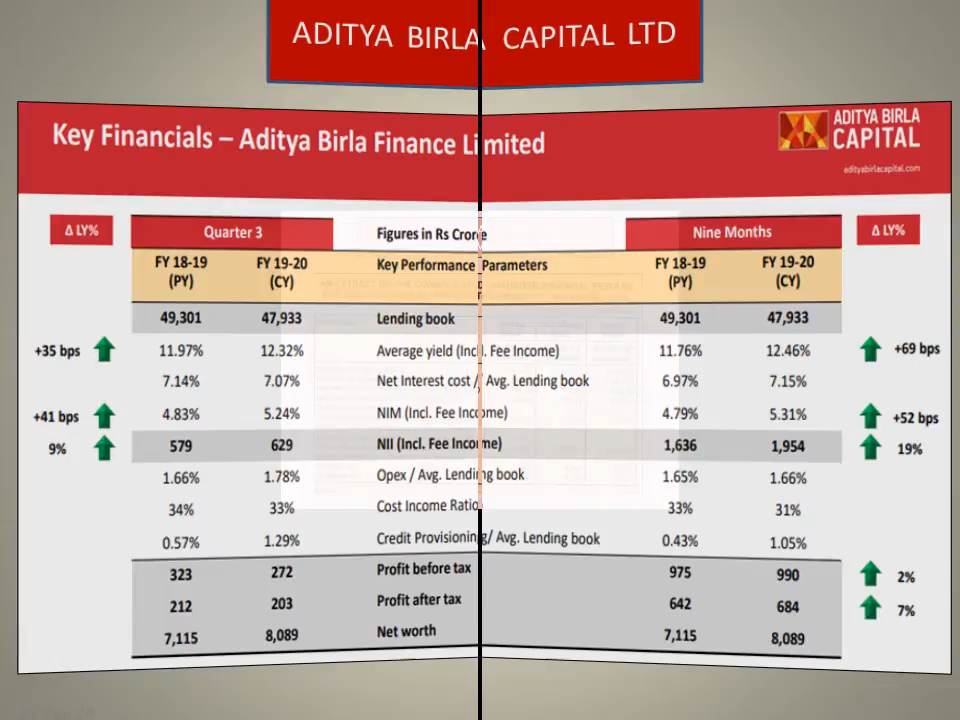 ADITYA BIRLA CAPITAL LTD
Key Financials – Aditya Birla Finance Limited
ADITYA BIRLA
CAPITAL
adityabirlacapital.com
Δ LY% Quarter 3 Figures in Rs Crore Nine Months Δ LY%
FY 18-19 (PY) FY 19-20 (CY) Key Performance Parameters FY 18-19 (PY) FY 19-20 (CY)
49,301 47,933 Lending book 49,301 47,933
+35 bps 11.97% 12.32% Average yield (Incl. Fee Income) 11.76% 12.46% +69 bps
7.14% 7.07% Net Interest cost / Avg. Lending book 6.97% 7.15%
+41 bps 4.83% 5.24% NIM (Incl. Fee Income) 4.79% 5.31% +52 bps
9% 579 629 NII (Incl. Fee Income) 1,636 1,954 19%
1.66% 1.78% Opex / Avg. Lending book 1.65% 1.66%
34% 33% Cost Income Ratio 33% 31%
0.57% 1.29% Credit Provisioning/ Avg. Lending book 0.43% 1.05%
323 272 Profit before tax 975 990 2%
212 203 Profit after tax 642 684 7%
7,115 8,089 Net worth 7,115 8,089